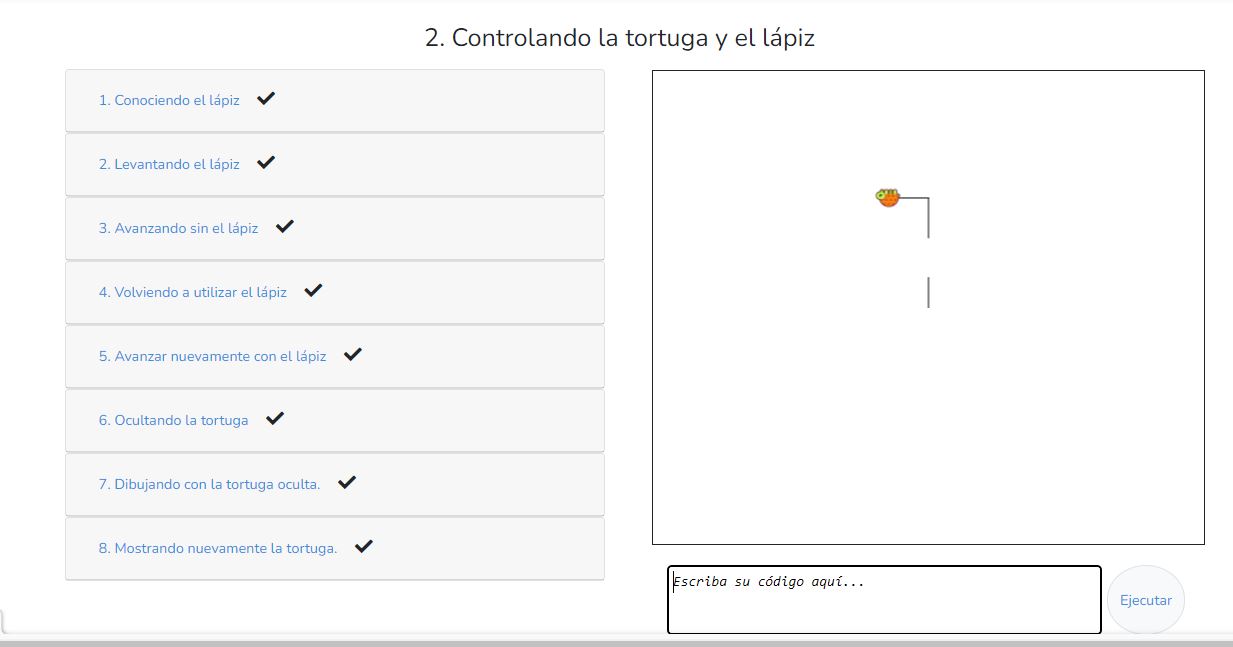 2. Controlando la tortuga y el lápiz
1. Conociendo el lápiz
2. Levantando el lápiz
3. Avanzando sin el lápiz
4. Volviendo a utilizar el lápiz
5. Avanzar nuevamente con el lápiz
6. Ocultando la tortuga
7. Dibujando con la tortuga oculta.
8. Mostrando nuevamente la tortuga.
Escriba su código aquí...
Ejecutar